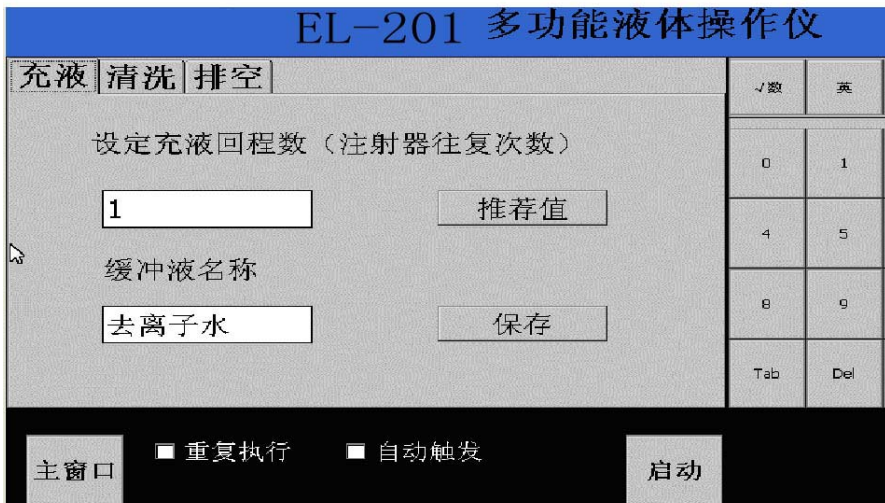 EL-201 多功能液体操作仪
充液 清洗 排空
√数 英
设定充液回程数（注射器往复次数）
0 1
1 推荐值
4 5
缓冲液名称
8 9
去离子水 保存
Tab Del
主窗口 重复执行 自动触发 启动